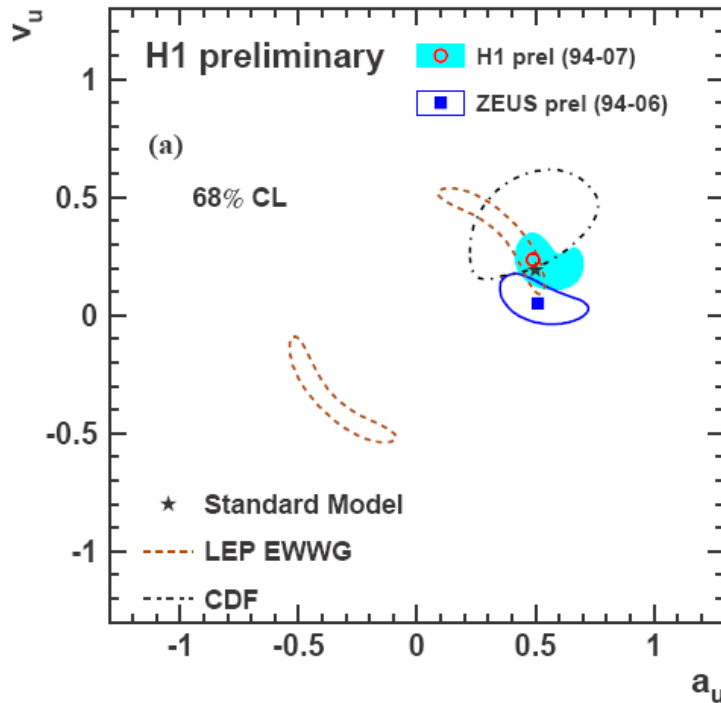 v_u
H1 preliminary
H1 prel (94-07)
ZEUS prel (94-06)
(a)
68% CL
1
0.5
0
-0.5
-1
Standard Model
LEP EWWG
CDF
-1
-0.5
0
0.5
1
a_u